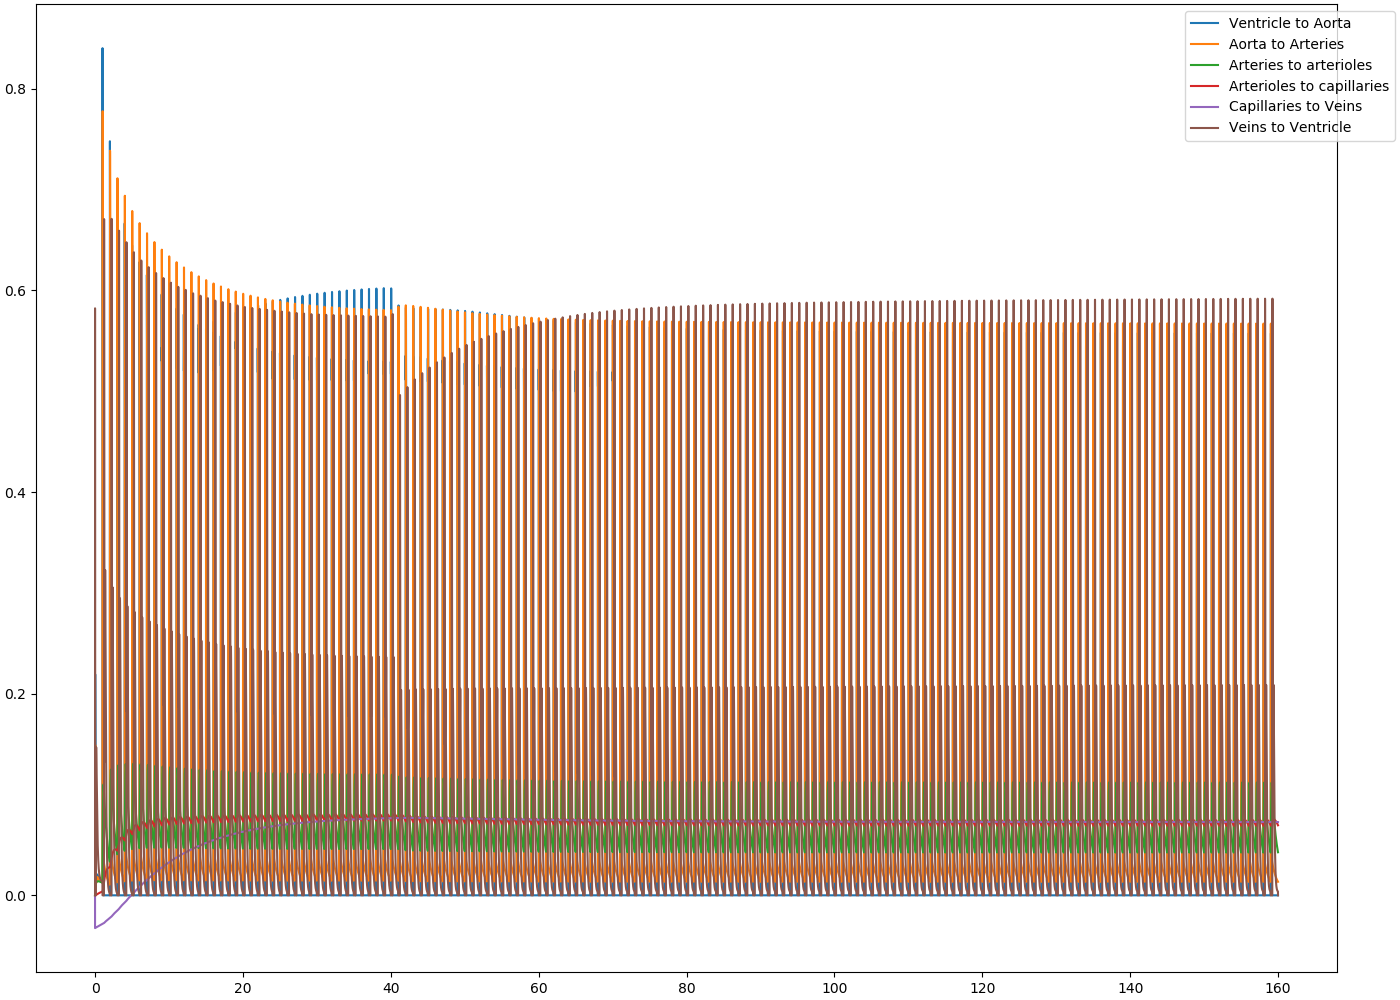 Ventricle to Aorta
Aorta to Arteries
Arteries to arterioles
Arterioles to capillaries
Capillaries to Veins
Veins to Ventricle
0.8
0.6
0.4
0.2
0.0
0 20 40 60 80 100 120 140 160